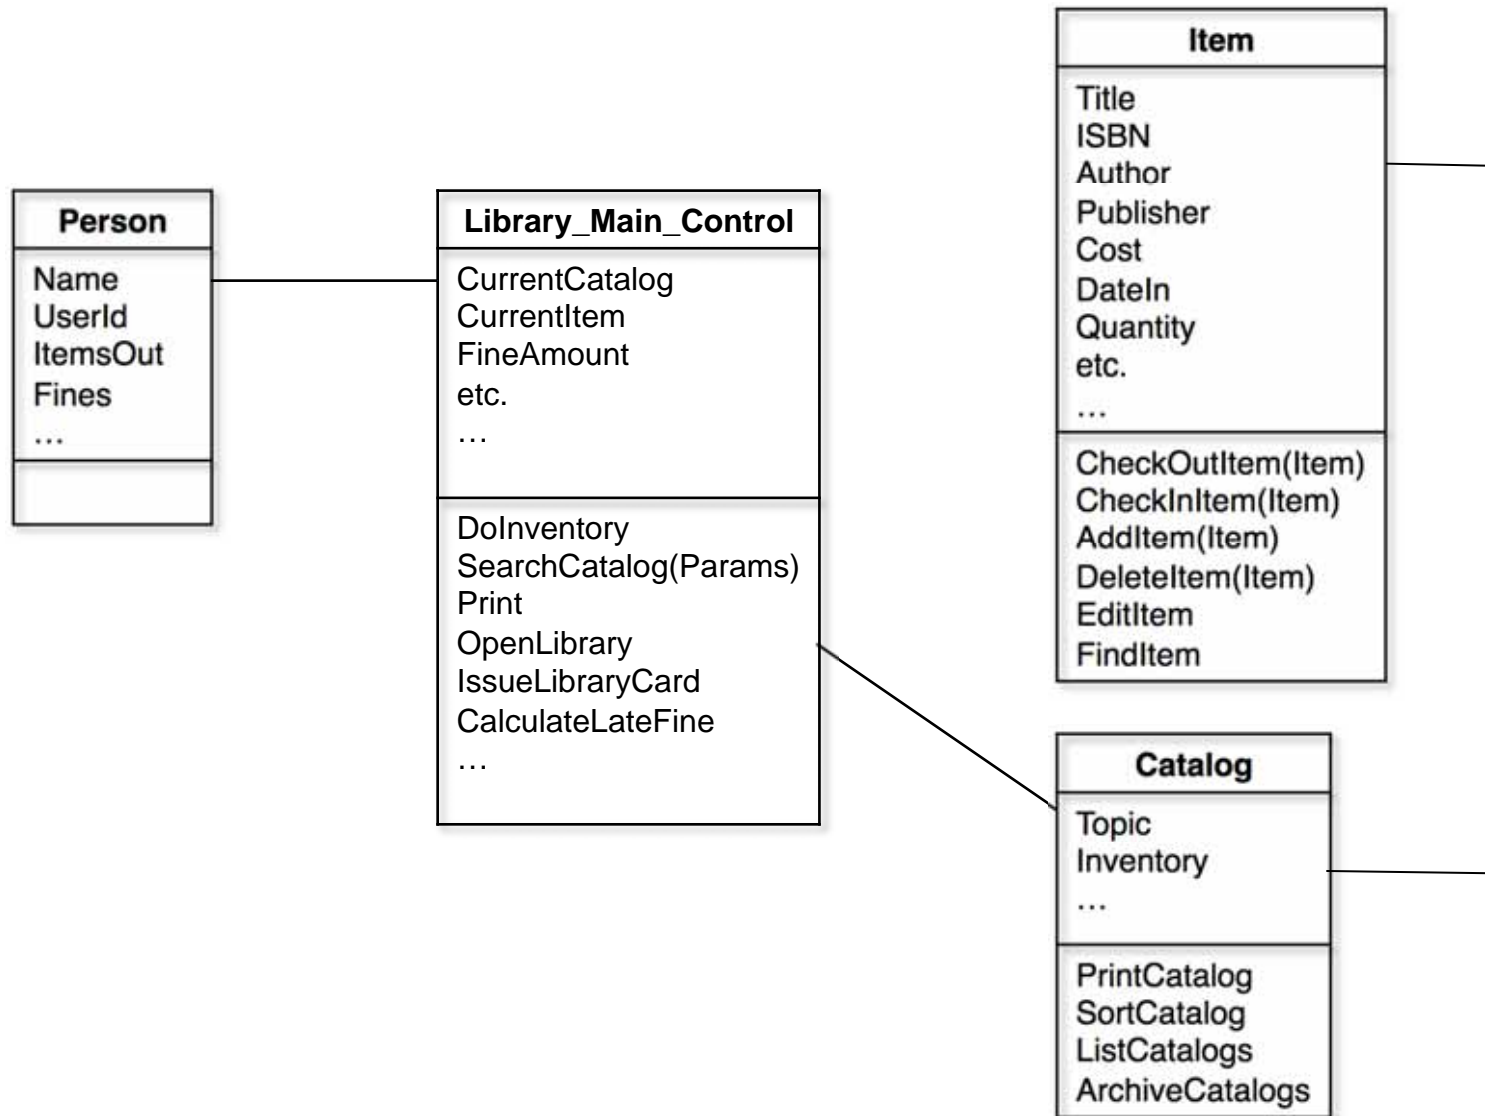 Person
Name
UserId
ItemsOut
Fines
...
Library_Main_Control
CurrentCatalog
CurrentItem
FineAmount
etc.
...
DoInventory
SearchCatalog(Params)
Print
OpenLibrary
IssueLibraryCard
CalculateLateFine
...
Item
Title
ISBN
Author
Publisher
Cost
DateIn
Quantity
etc.
...
CheckOutItem(Item)
CheckInItem(Item)
AddItem(Item)
DeleteItem(Item)
EditItem
FindItem
Catalog
Topic
Inventory
...
PrintCatalog
SortCatalog
ListCatalogs
ArchiveCatalogs